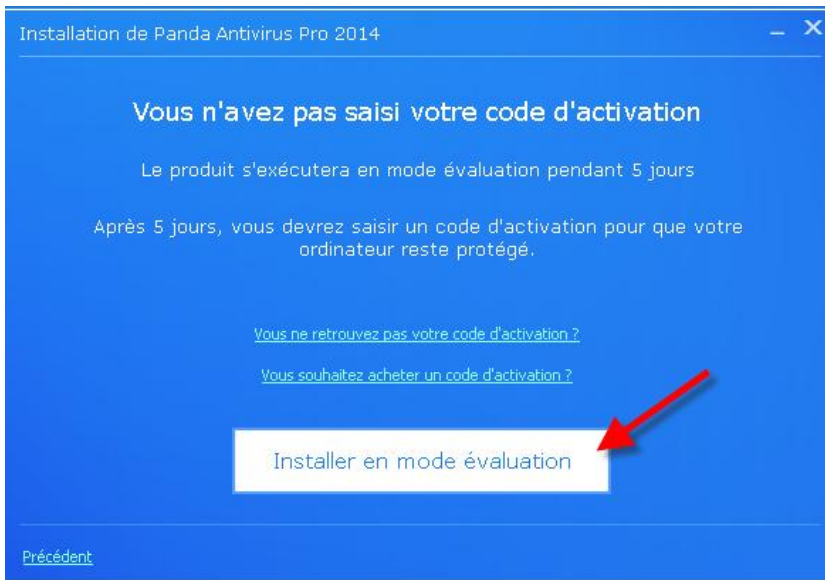 Installation de Panda Antivirus Pro 2014
Vous n'avez pas saisi votre code d'activation
Le produit s'exécutera en mode évaluation pendant 5 jours
Après 5 jours, vous devrez saisir un code d'activation pour que votre
ordinateur reste protégé.
Vous ne retrouvez pas votre code d'activation ?
Vous souhaitez acheter un code d'activation ?
Installer en mode évaluation
Précédent